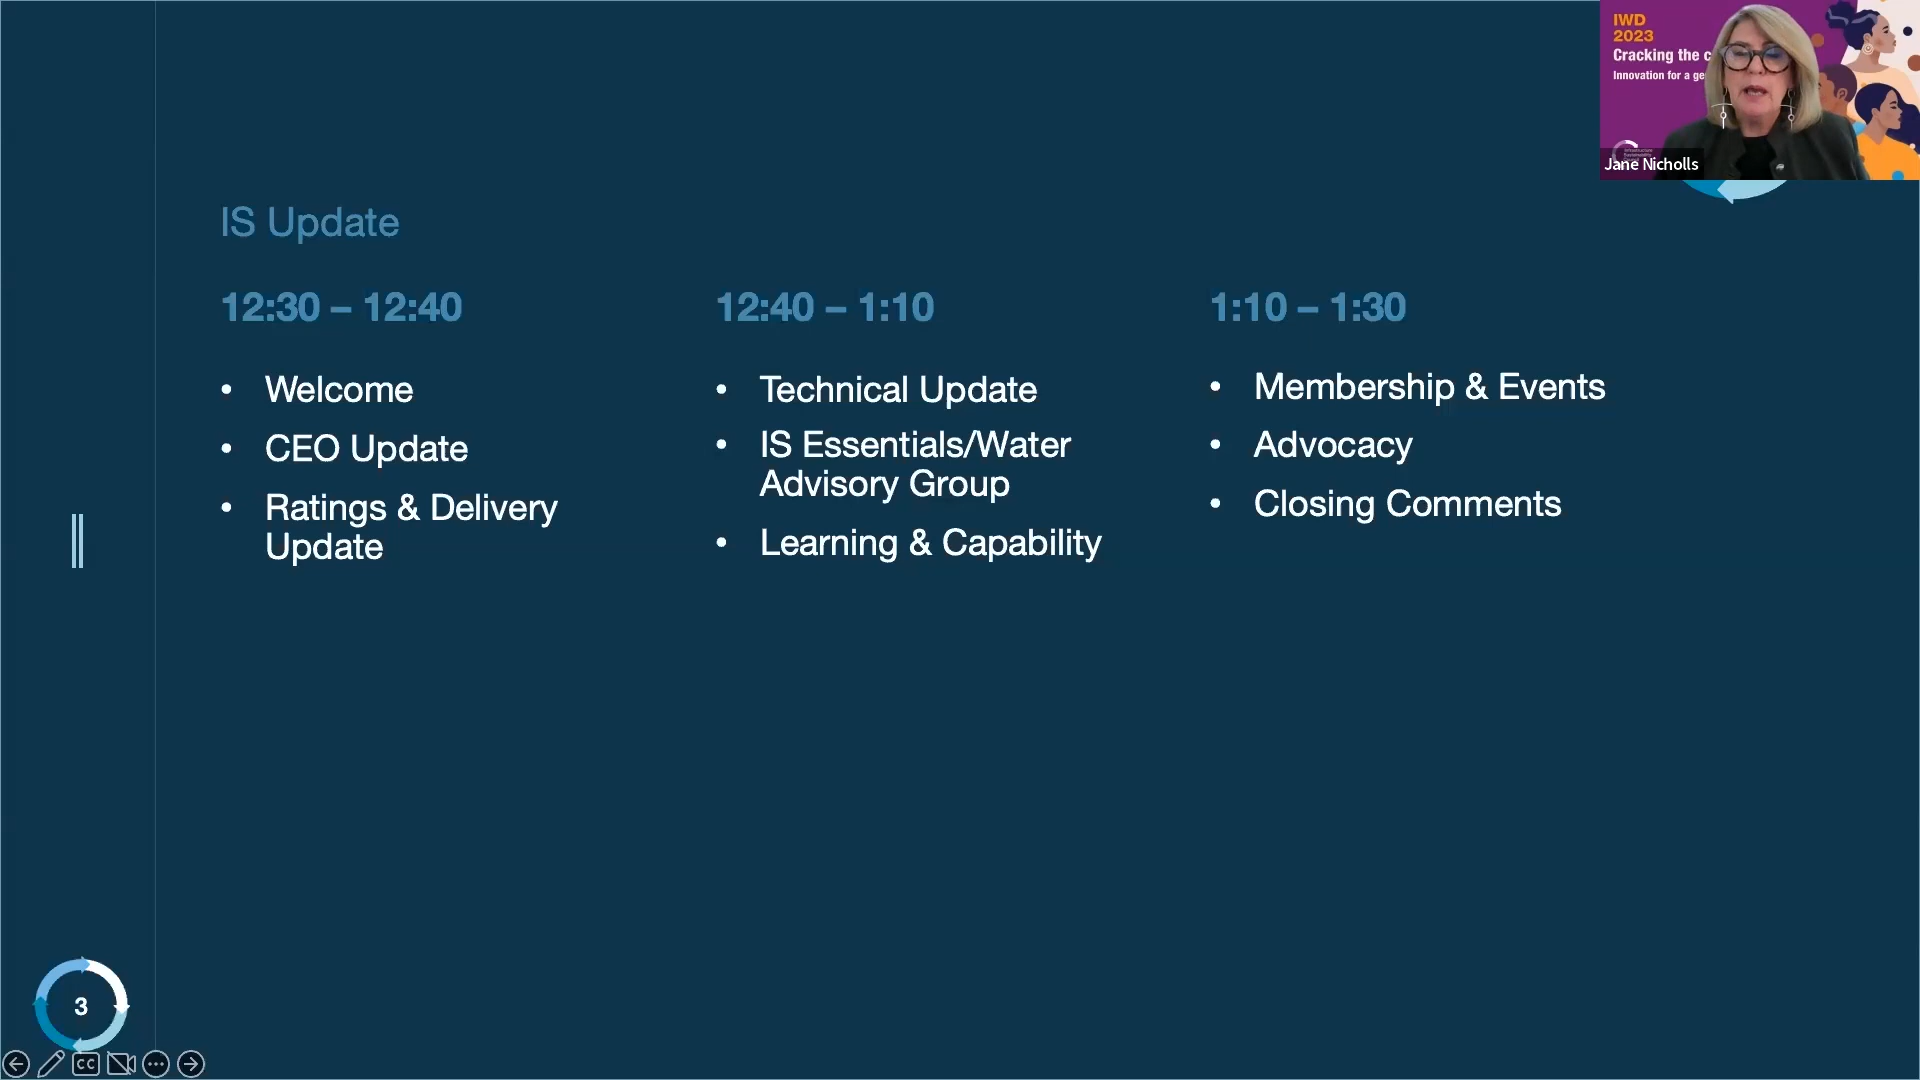 IWD
2023
Cracking the c
Innovation for a ge
Jane Nicholls
IS Update
12:30 – 12:40
• Welcome
• CEO Update
• Ratings & Delivery
Update
12:40 – 1:10
• Technical Update
• IS Essentials/Water
Advisory Group
• Learning & Capability
1:10 – 1:30
• Membership & Events
• Advocacy
• Closing Comments
3
CC